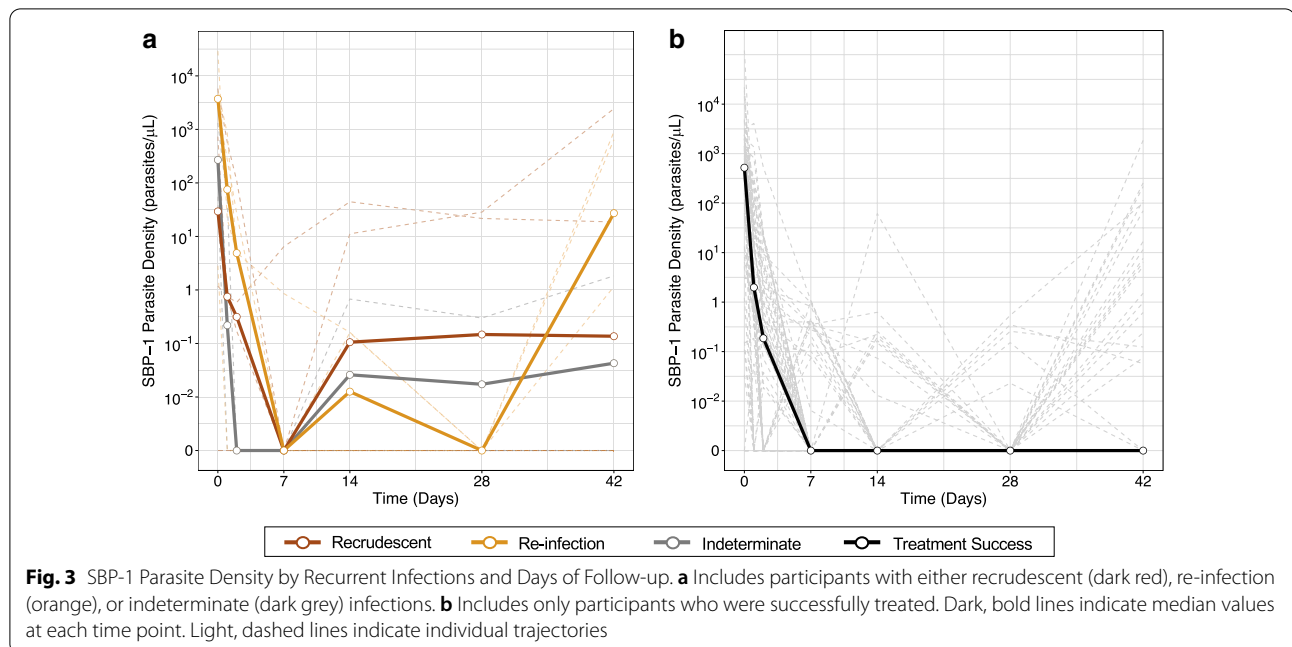 a
b
SBP−1 Parasite Density (parasites/µL)
10⁴
10³
10²
10¹
1
10⁻¹
10⁻²
0
0 7 14 28 42
Time (Days)
SBP−1 Parasite Density (parasites/µL)
10⁴
10³
10²
10¹
1
10⁻¹
10⁻²
0
0 7 14 28 42
Time (Days)
Recrudescent Re-infection Indeterminate Treatment Success
Fig. 3 SBP-1 Parasite Density by Recurrent Infections and Days of Follow-up. a Includes participants with either recrudescent (dark red), re-infection
(orange), or indeterminate (dark grey) infections. b Includes only participants who were successfully treated. Dark, bold lines indicate median values
at each time point. Light, dashed lines indicate individual trajectories